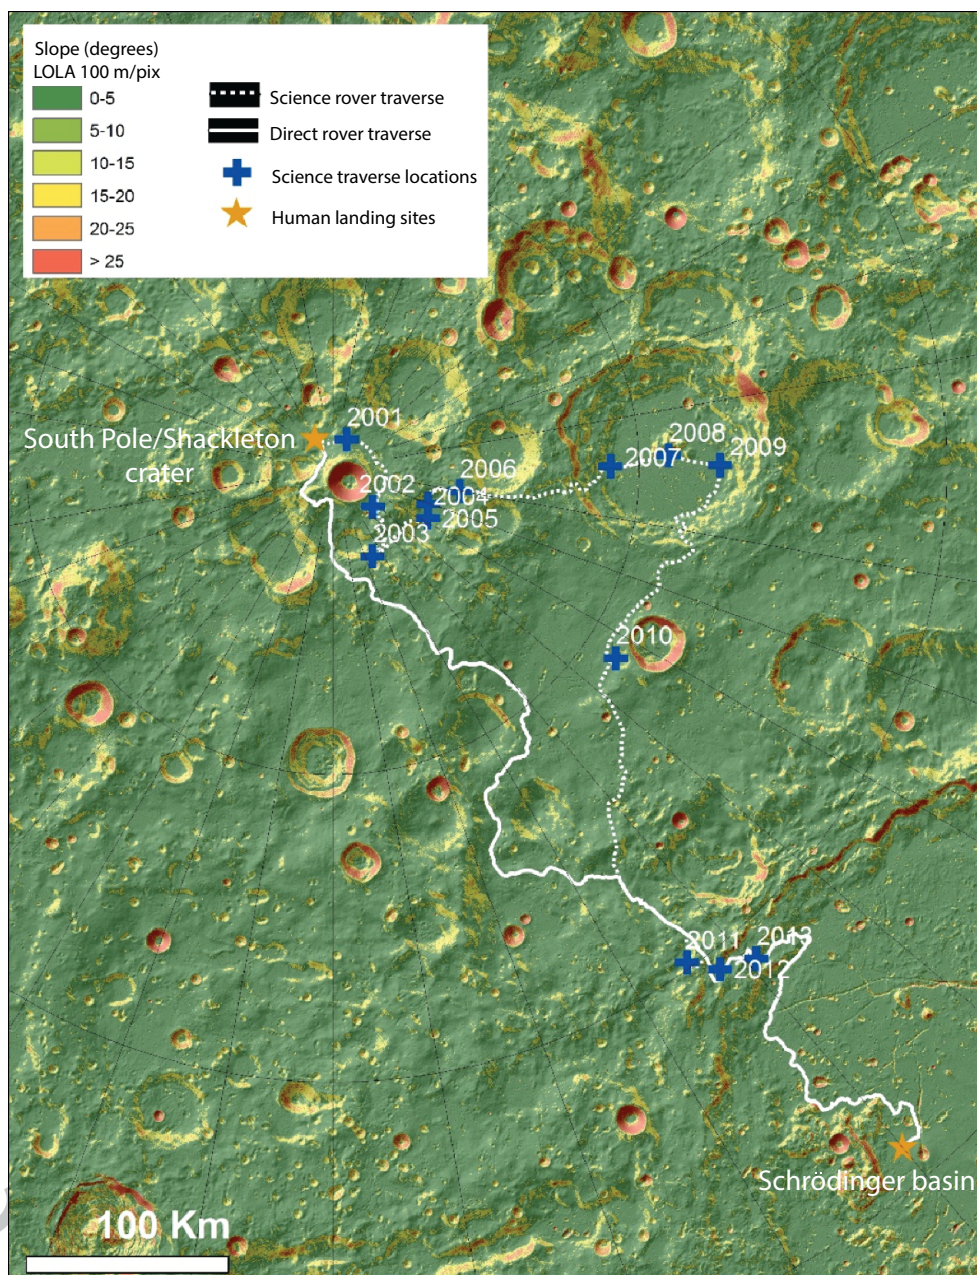 Slope (degrees)
LOLA 100 m/pix
0-5
5-10
10-15
15-20
20-25
> 25
Science rover traverse
Direct rover traverse
Science traverse locations
Human landing sites
South Pole/Shackleton
crater
2001
2002
2003
2004
2005
2006
2007
2008
2009
2010
2011
2012
2013
Schrödinger basin
100 Km